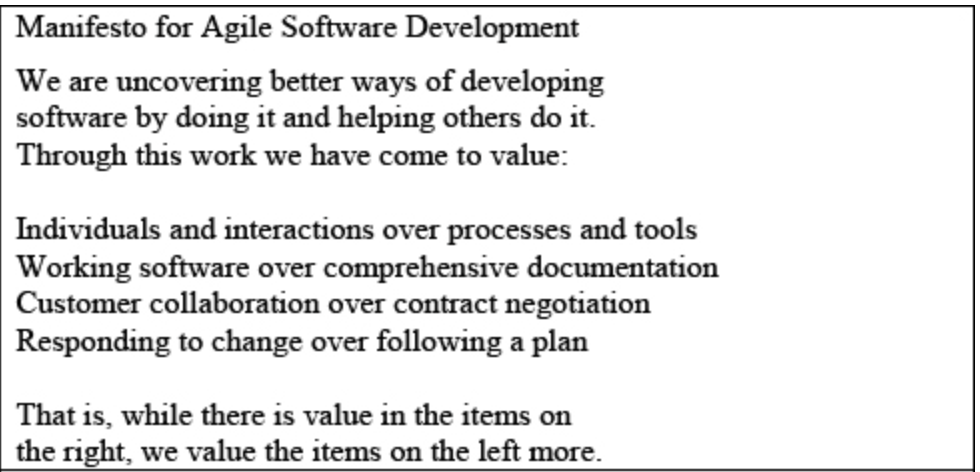 Manifesto for Agile Software Development
We are uncovering better ways of developing
software by doing it and helping others do it.
Through this work we have come to value:
Individuals and interactions over processes and tools
Working software over comprehensive documentation
Customer collaboration over contract negotiation
Responding to change over following a plan
That is, while there is value in the items on
the right, we value the items on the left more.